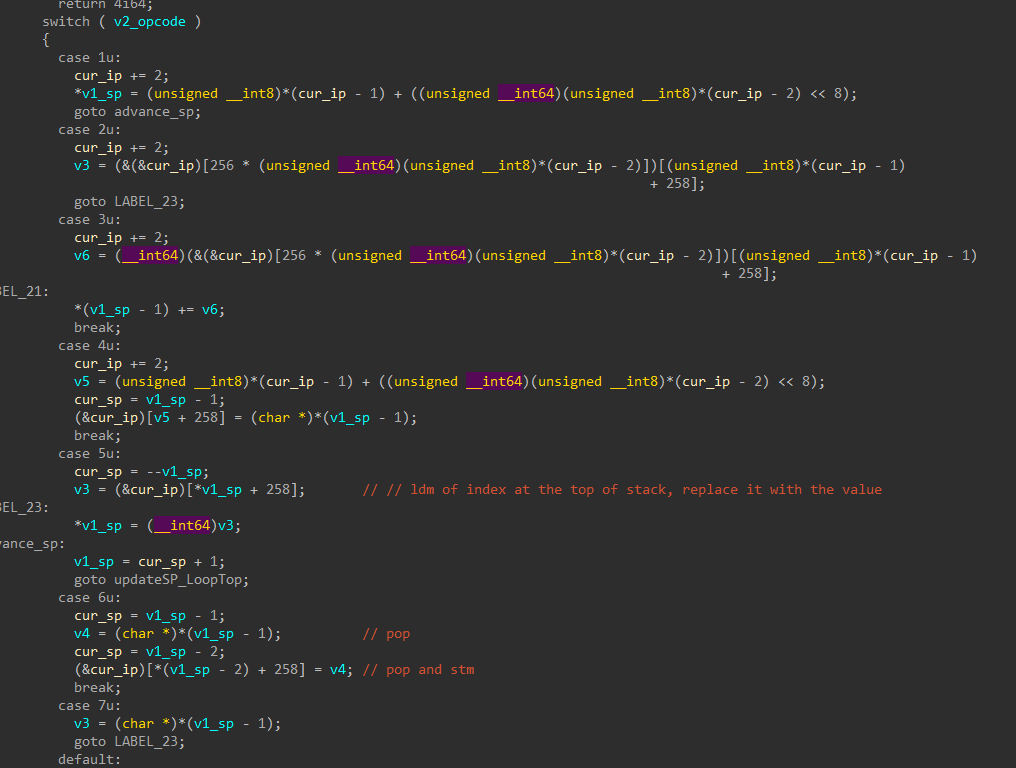 return 4i64;
switch ( v2_opcode )
{
case 1u:
cur_ip += 2;
*v1_sp = (unsigned __int8)*(cur_ip - 1) + ((unsigned __int64)(unsigned __int8)*(cur_ip - 2) << 8);
goto advance_sp;
case 2u:
cur_ip += 2;
v3 = (&(&cur_ip)[256 * (unsigned __int64)(unsigned __int8)*(cur_ip - 2)])[(unsigned __int8)*(cur_ip - 1)
+ 258];
goto LABEL_23;
case 3u:
cur_ip += 2;
v6 = (__int64)(&(&cur_ip)[256 * (unsigned __int64)(unsigned __int8)*(cur_ip - 2)])[(unsigned __int8)*(cur_ip - 1)
+ 258];
BEL_21:
*(v1_sp - 1) += v6;
break;
case 4u:
cur_ip += 2;
v5 = (unsigned __int8)*(cur_ip - 1) + ((unsigned __int64)(unsigned __int8)*(cur_ip - 2) << 8);
cur_sp = v1_sp - 1;
(&cur_ip)[v5 + 258] = (char *)*(v1_sp - 1);
break;
case 5u:
cur_sp = --v1_sp;
v3 = (&cur_ip)[*v1_sp + 258]; // // ldm of index at the top of stack, replace it with the value
BEL_23:
*v1_sp = (__int64)v3;
vance_sp:
v1_sp = cur_sp + 1;
goto updateSP_LoopTop;
case 6u:
cur_sp = v1_sp - 1;
v4 = (char *)*(v1_sp - 1); // pop
cur_sp = v1_sp - 2;
(&cur_ip)[*(v1_sp - 2) + 258] = v4; // pop and stm
break;
case 7u:
v3 = (char *)*(v1_sp - 1);
goto LABEL_23;
default: